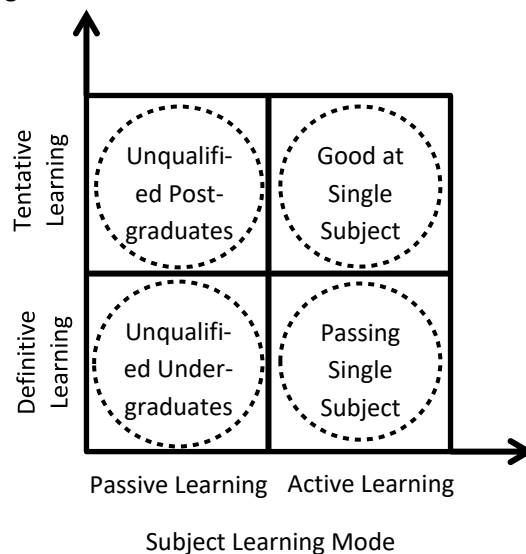 g
Tentative
Learning
Unqualifi-
ed Post-
graduates
Good at
Single
Subject
Definitive
Learning
Unqualifi-
ed Under-
graduates
Passing
Single
Subject
Passive Learning
Active Learning
Subject Learning Mode